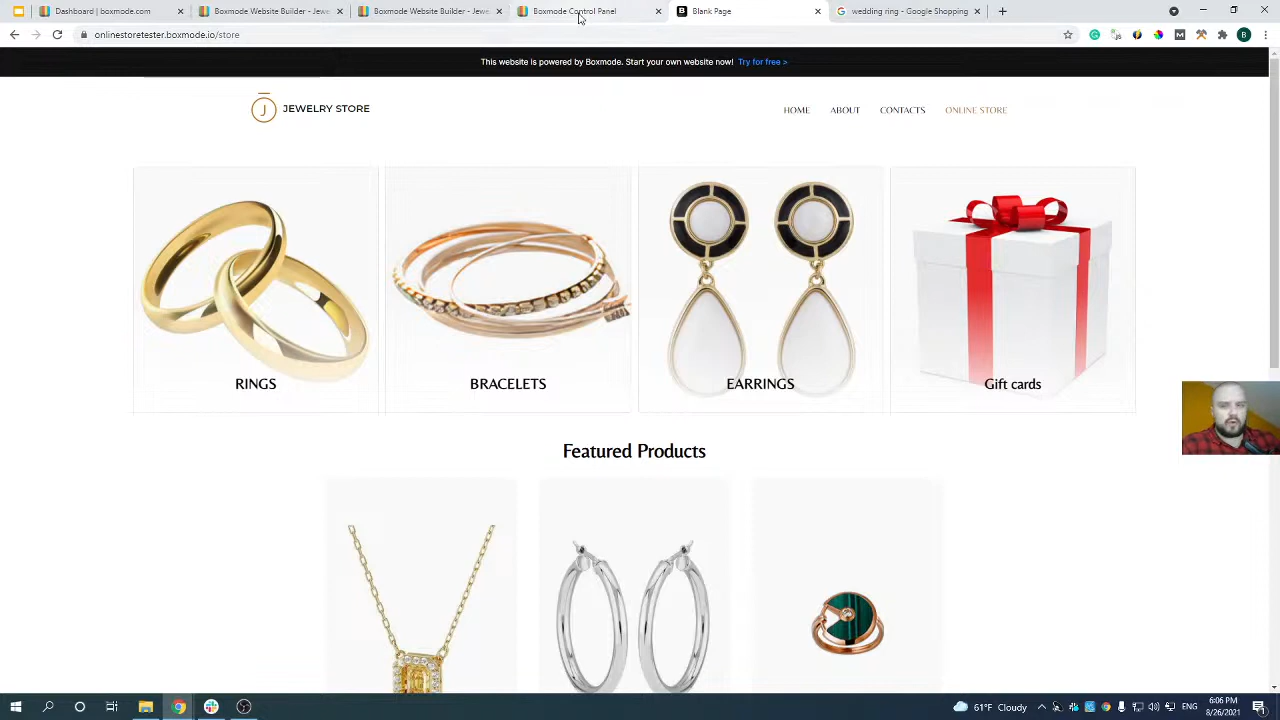 Dashboard | boxmode.com
Boxmode Website Builder - Jewe
Boxmode Website Builder - Jewe
Boxmode Control Panel
Blank Page
wedding ring - Google Shopping
onlinestoretester.boxmode.io/store
B
This website is powered by Boxmode. Start your own website now! Try for free >
J JEWELRY STORE
HOME ABOUT CONTACTS ONLINE STORE
RINGS
BRACELETS
EARRINGS
Gift cards
Featured Products
61°F Cloudy
6:06 PM
8/26/2021